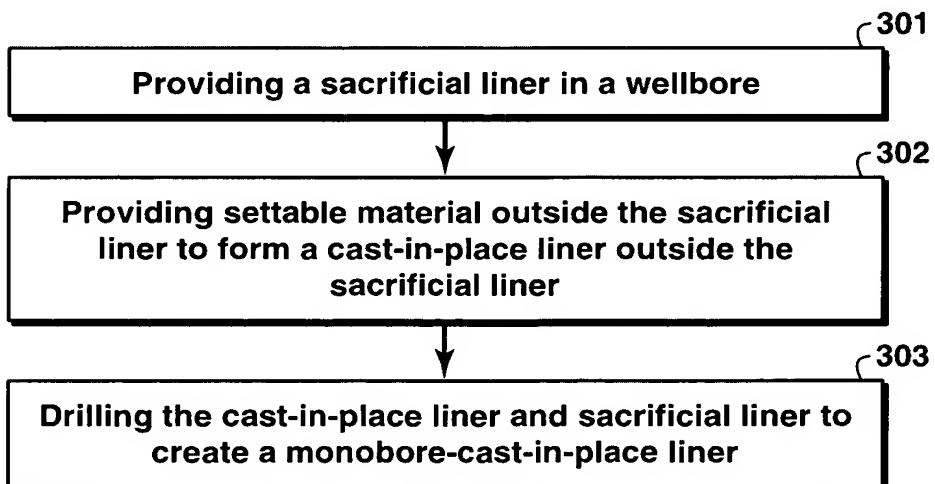 301
Providing a sacrificial liner in a wellbore
302
Providing settable material outside the sacrificial
liner to form a cast-in-place liner outside the
sacrificial liner
303
Drilling the cast-in-place liner and sacrificial liner to
create a monobore-cast-in-place liner